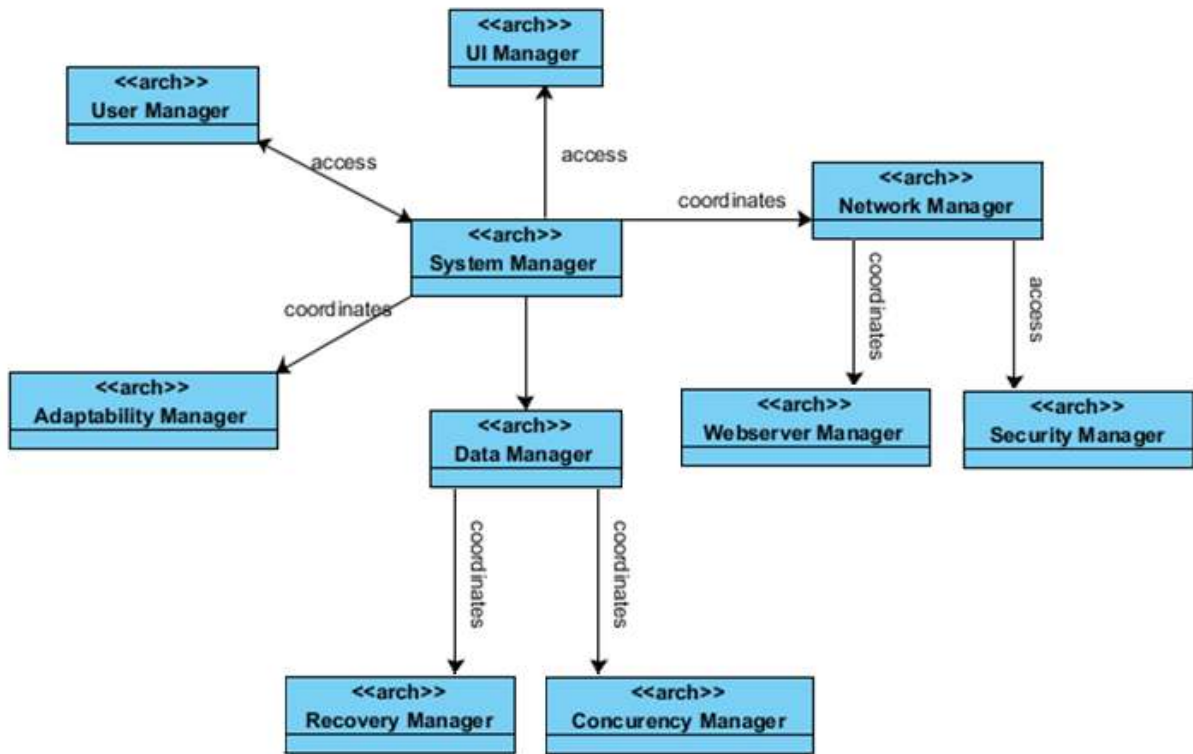 <<arch>>
UI Manager
<<arch>>
User Manager
access
access
<<arch>>
Network Manager
coordinates
<<arch>>
System Manager
coordinates
coordinates
access
coordinates
<<arch>>
Adaptability Manager
<<arch>>
Data Manager
<<arch>>
Webserver Manager
<<arch>>
Security Manager
coordinates
coordinates
<<arch>>
Recovery Manager
<<arch>>
Concurency Manager